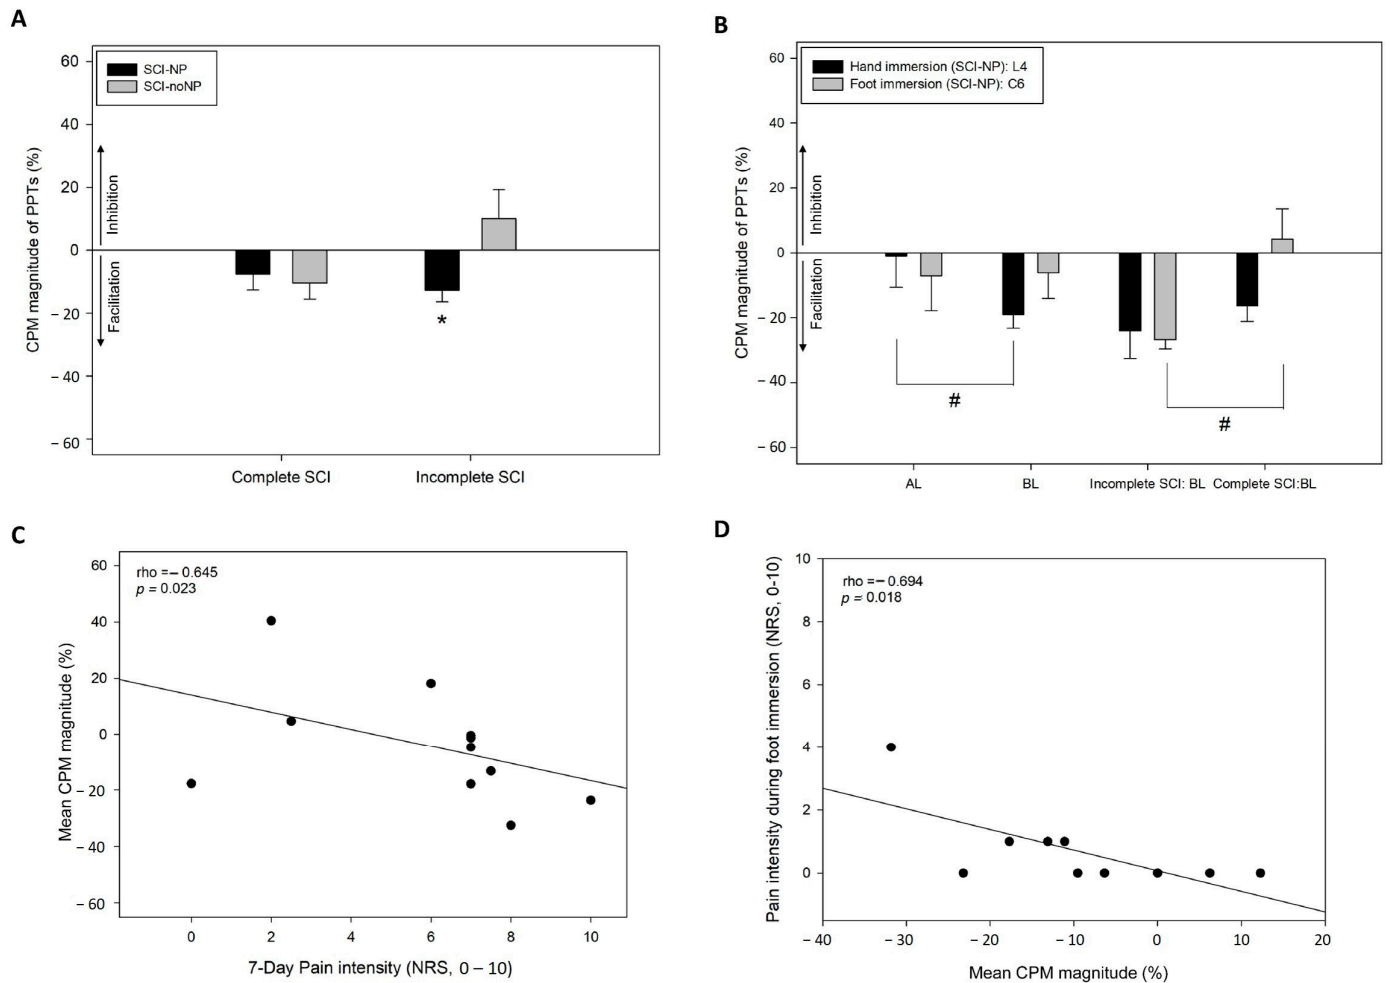 A
60
40
20
0
− 20
− 40
− 60
CPM magnitude of PPTs (%)
Inhibition
Facilitation
SCI-NP
SCI-noNP
*
Complete SCI
Incomplete SCI
B
60
40
20
0
− 20
− 40
− 60
CPM magnitude of PPTs (%)
Inhibition
Facilitation
Hand immersion (SCI-NP): L4
Foot immersion (SCI-NP): C6
#
#
AL
BL
Incomplete SCI: BL
Complete SCI:BL
C
rho =− 0.645
p = 0.023
60
40
20
0
− 20
− 40
− 60
Mean CPM magnitude (%)
0 2 4 6 8 10
7-Day Pain intensity (NRS, 0 – 10)
D
rho =− 0.694
p = 0.018
10
8
6
4
2
0
Pain intensity during foot immersion (NRS, 0-10)
− 40 − 30 − 20 − 10 0 10 20
Mean CPM magnitude (%)